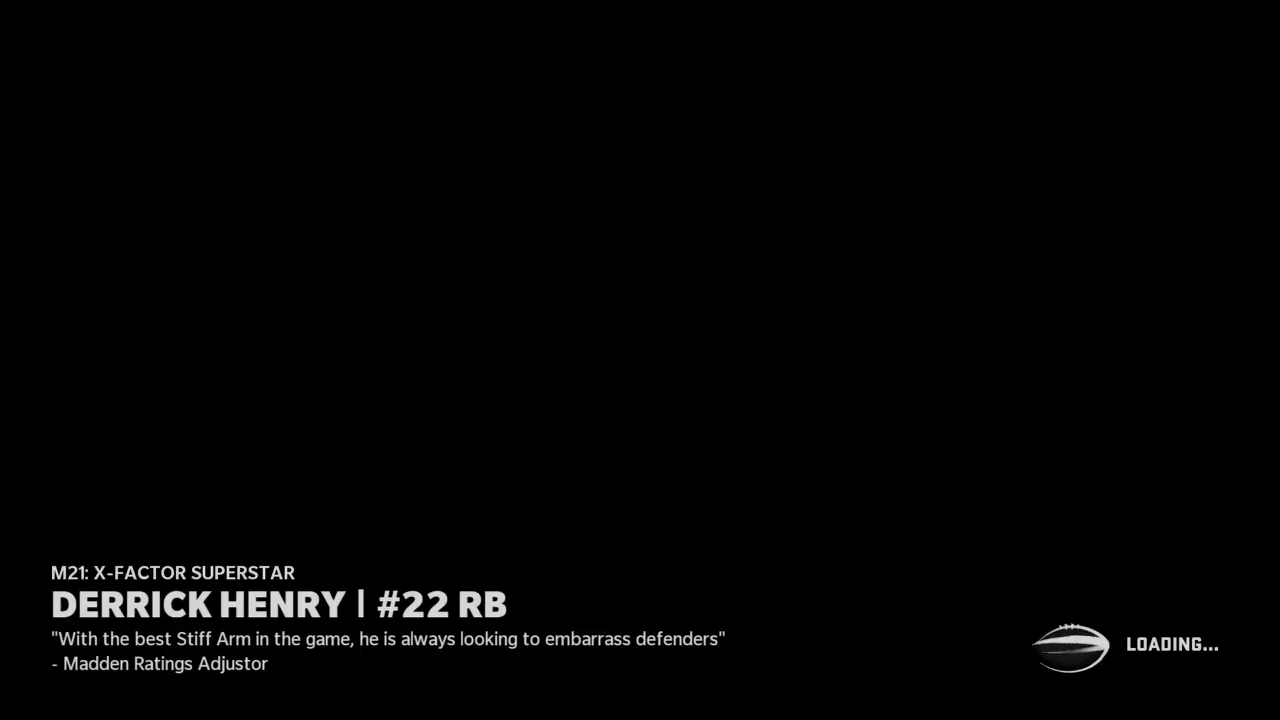 M21: X-FACTOR SUPERSTAR
DERRICK HENRY | #22 RB
"With the best Stiff Arm in the game, he is always looking to embarrass defenders"
- Madden Ratings Adjustor
LOADING...